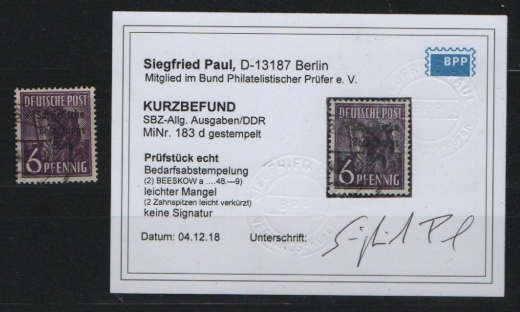 Siegfried Paul, D-13187 Berlin
Mitglied im Bund Philatelistischer Prüfer e. V.
BPP
KURZBEFUND
SBZ-Allg. Ausgaben/DDR
MiNr. 183 d gestempelt
Prüfstück echt
Bedarfsabstempelung
(2) BEESKOW a ....48.—9)
leichter Mangel
(2 Zahnspitzen leicht verkürzt)
keine Signatur
Datum: 04.12.18
Unterschrift:
DEUTSCHE POST
6 PFENNIG
DEUTSCHE POST
6 PFENNIG